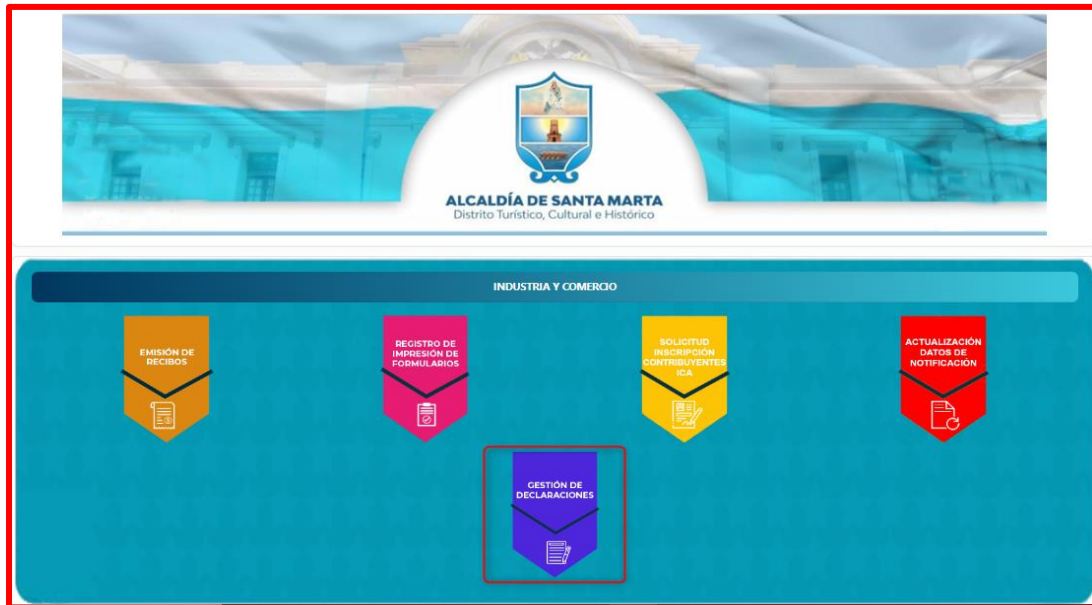 ALCALDÍA DE SANTA MARTA
Distrito Turístico, Cultural e Histórico
INDUSTRIA Y COMERCIO
EMISIÓN DE
RECIBOS
REGISTRO DE
IMPRESIÓN DE
FORMULARIOS
SOLICITUD
INSCRIPCIÓN
CONTRIBUYENTES
ICA
ACTUALIZACIÓN
DATOS DE
NOTIFICACIÓN
GESTIÓN DE
DECLARACIONES